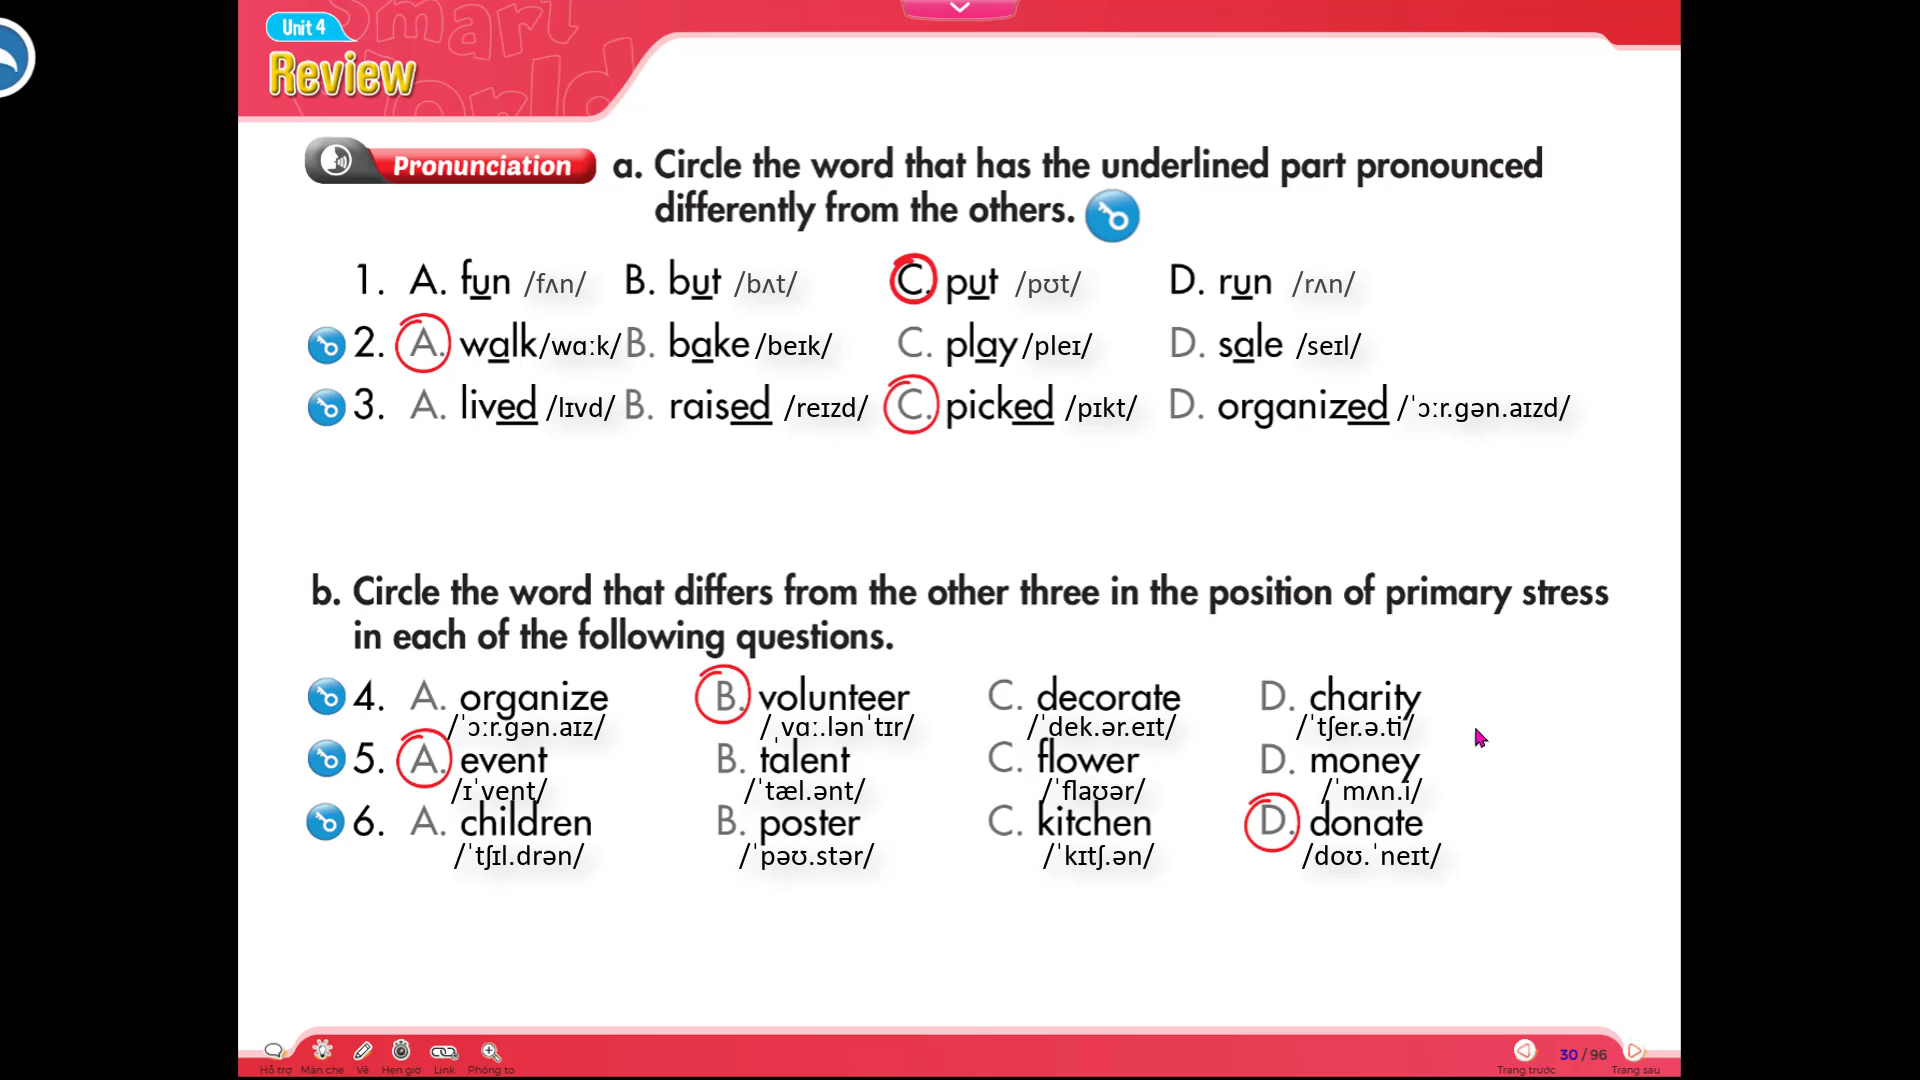 Unit 4
Review
Pronunciation a. Circle the word that has the underlined part pronounced
differently from the others.
1. A. fun /fʌn/ B. but /bʌt/ C. put /pʊt/ D. run /rʌn/
2. A. walk /wɑːk/ B. bake /beɪk/ C. play /pleɪ/ D. sale /seɪl/
3. A. lived /lɪvd/ B. raised /reɪzd/ C. picked /pɪkt/ D. organized /ˈɔːr.gən.aɪzd/
b. Circle the word that differs from the other three in the position of primary stress
in each of the following questions.
4. A. organize B. volunteer C. decorate D. charity
/ˈɔːr.gən.aɪz/ /ˌvɑː.lənˈtɪr/ /ˈdek.ər.eɪt/ /ˈtʃer.ə.ti/
5. A. event B. talent C. flower D. money
/ɪˈvent/ /ˈtæl.ənt/ /ˈflaʊər/ /ˈmʌn.i/
6. A. children B. poster C. kitchen D. donate
/ˈtʃɪl.drən/ /ˈpəʊ.stər/ /ˈkɪtʃ.ən/ /doʊ.ˈneɪt/
Hỗ trợ Màn che Vẽ Hẹn giờ Link Phóng to Trang trước 30 / 96 Trang sau